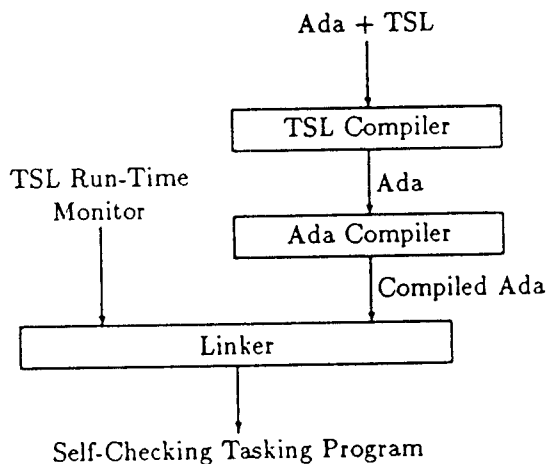 Ada + TSL
TSL Compiler
Ada
TSL Run-Time
Monitor
Ada Compiler
Compiled Ada
Linker
Self-Checking Tasking Program